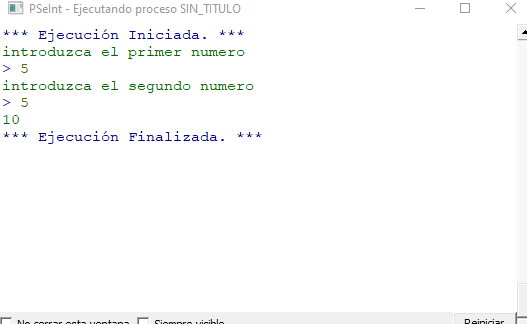 PSeInt - Ejecutando proceso SIN_TITULO
*** Ejecución Iniciada. ***
introduzca el primer numero
> 5
introduzca el segundo numero
> 5
10
*** Ejecución Finalizada. ***
No cerrar esta ventana Siempre visible Reiniciar